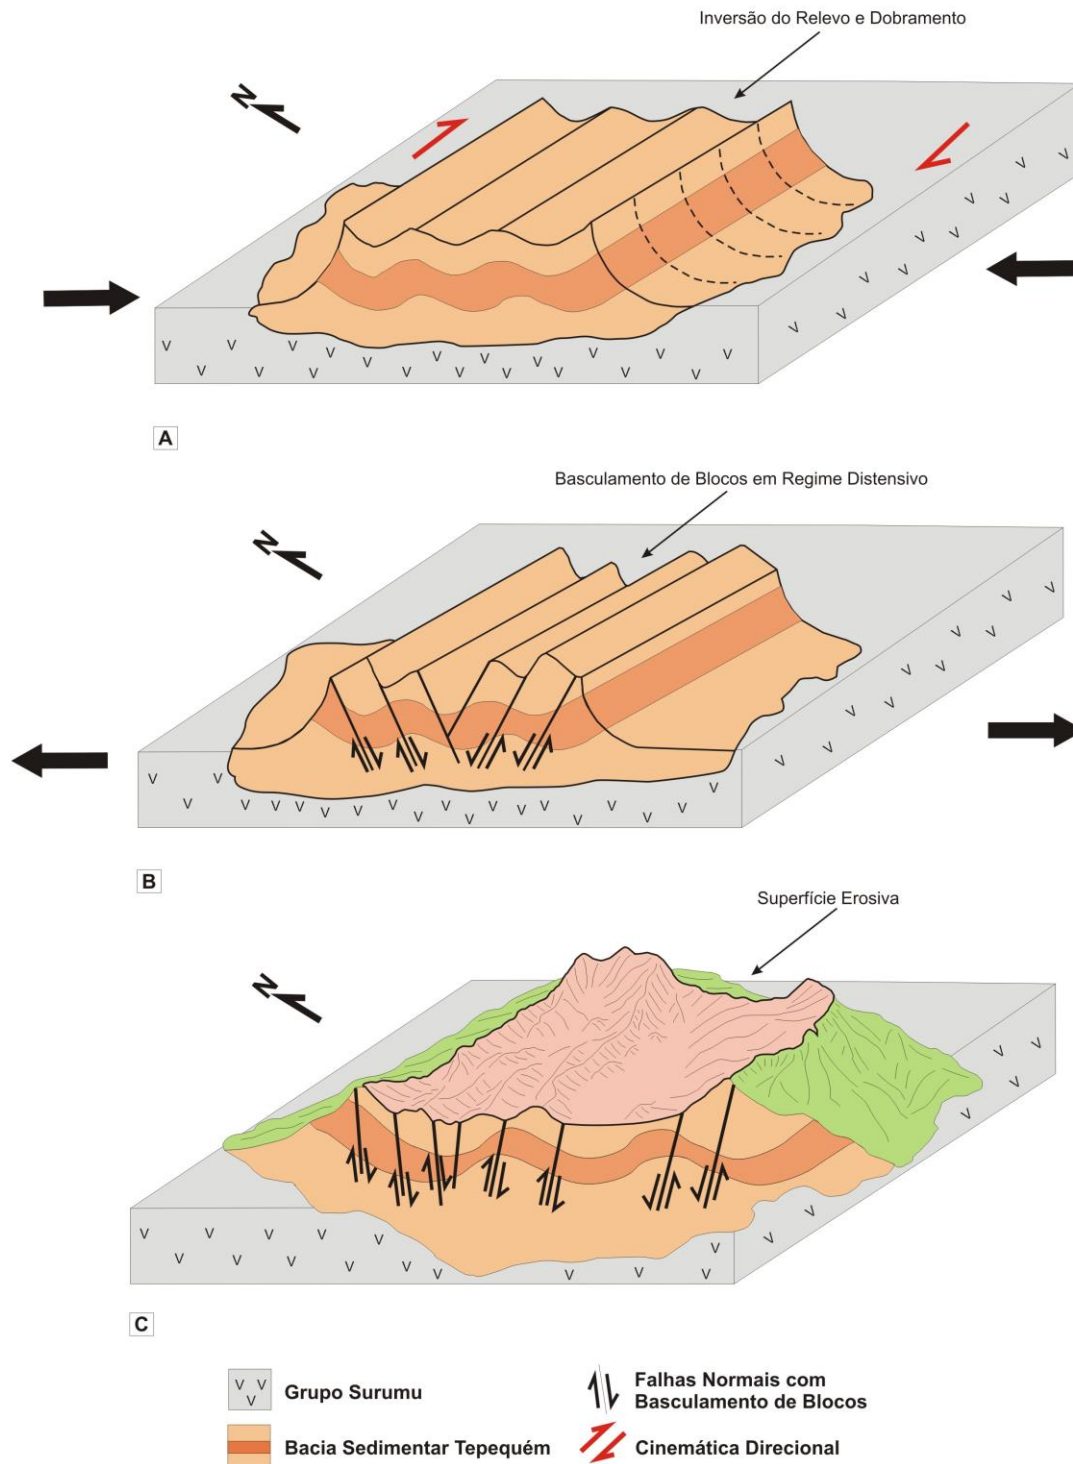 Inversão do Relevo e Dobramento
N
A
Basculamento de Blocos em Regime Distensivo
N
B
Superfície Erosiva
N
C
V V
V
Grupo Surumu
Falhas Normais com
Basculamento de Blocos
Bacia Sedimentar Tepequém
Cinemática Direcional